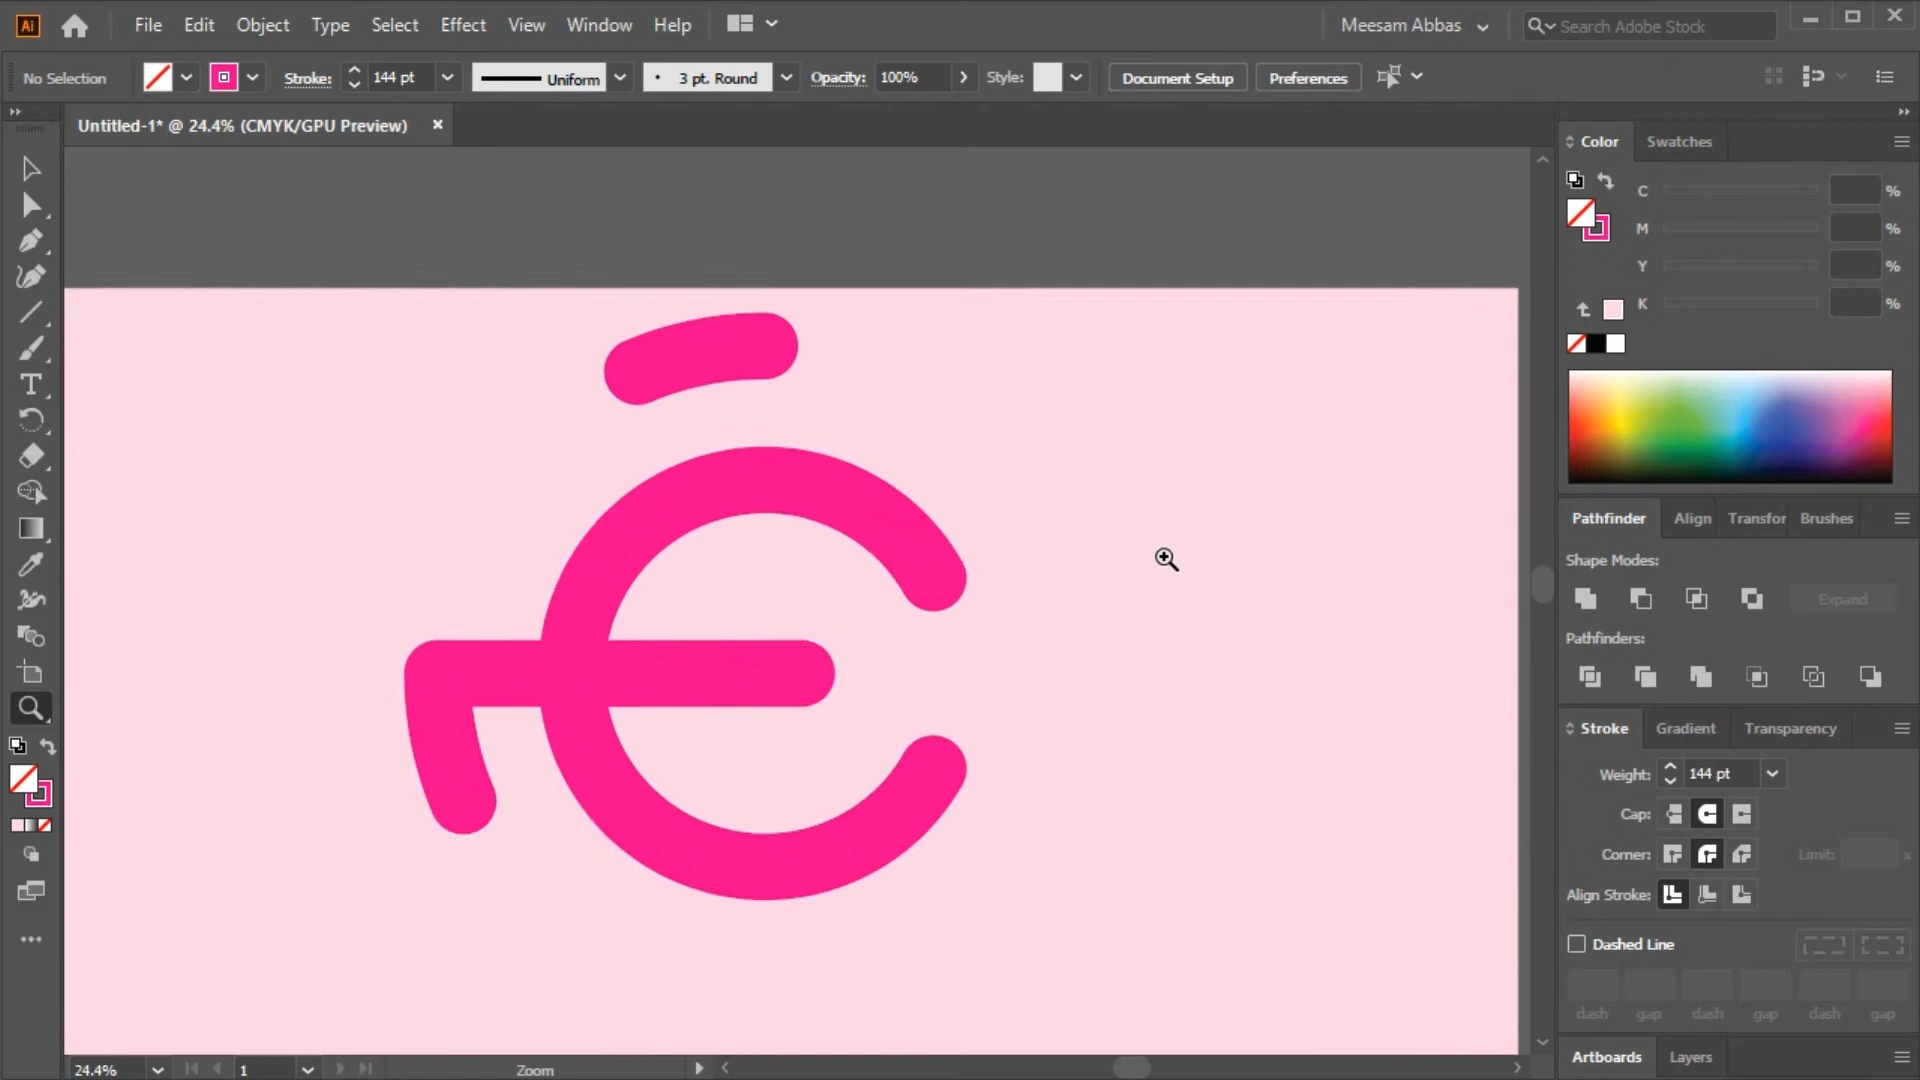 Ai File Edit Object Type Select Effect View Window Help Meesam Abbas Search Adobe Stock
No Selection Stroke: 144 pt Uniform 3 pt. Round Opacity: 100% Style: Document Setup Preferences
Untitled-1* @ 24.4% (CMYK/GPU Preview)
Color Swatches
C %
M %
Y %
K %
Pathfinder Align Transfor Brushes
Shape Modes:
Expand
Pathfinders:
Stroke Gradient Transparency
Weight: 144 pt
Cap:
Corner: Limit: x
Align Stroke:
Dashed Line
dash gap dash gap dash gap
Artboards Layers
24.4% 1 Zoom